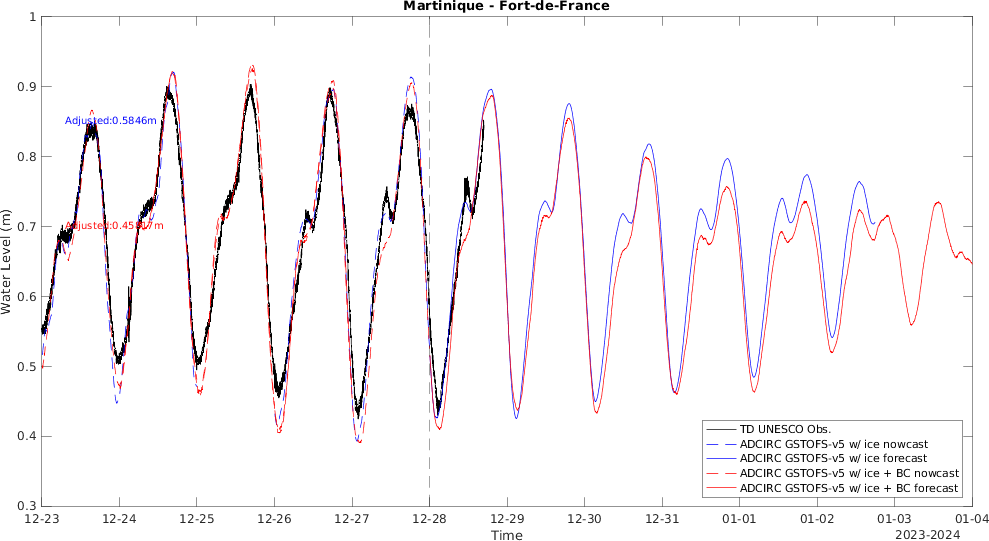 Martinique - Fort-de-France
1
0.9
0.8
0.7
0.6
0.5
0.4
0.3
Water Level (m)
Adjusted:0.5846m
TD UNESCO Obs.
ADCIRC GSTOFS-v5 w/ ice nowcast
ADCIRC GSTOFS-v5 w/ ice forecast
ADCIRC GSTOFS-v5 w/ ice + BC nowcast
ADCIRC GSTOFS-v5 w/ ice + BC forecast
12-23 12-24 12-25 12-26 12-27 12-28 12-29 12-30 12-31 01-01 01-02 01-03 01-04
Time
2023-2024